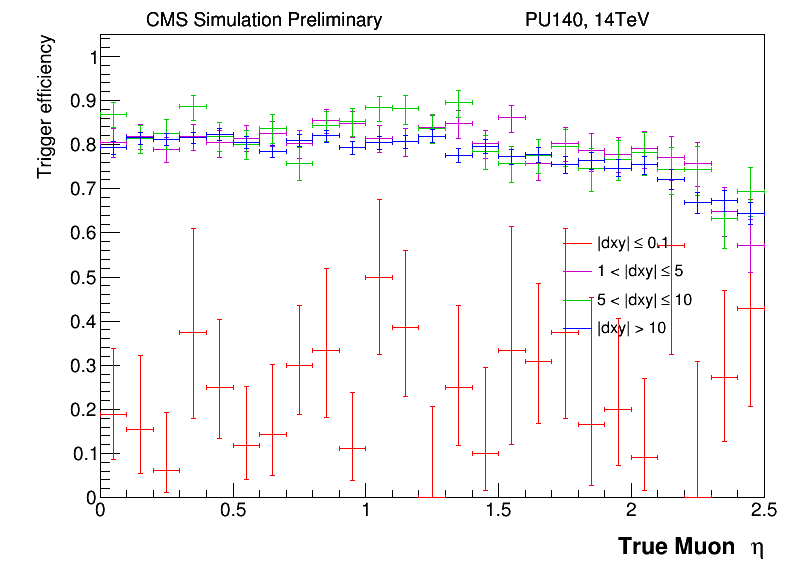 CMS Simulation Preliminary PU140, 14TeV
Trigger efficiency
1
0.9
0.8
0.7
0.6
0.5
0.4
0.3
0.2
0.1
0
|dxy| ≤ 0.1
1 < |dxy| ≤ 5
5 < |dxy| ≤ 10
|dxy| > 10
0 0.5 1 1.5 2 2.5
True Muon η